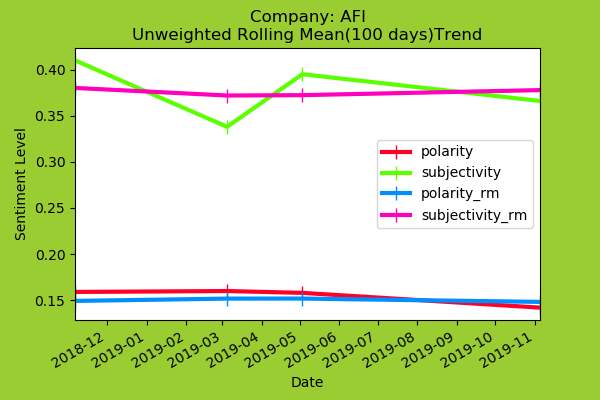 Company: AFI
Unweighted Rolling Mean(100 days)Trend
Sentiment Level
0.40
0.35
0.30
0.25
0.20
0.15
polarity
subjectivity
polarity_rm
subjectivity_rm
2018-12
2019-01
2019-02
2019-03
2019-04
2019-05
2019-06
2019-07
2019-08
2019-09
2019-10
2019-11
Date